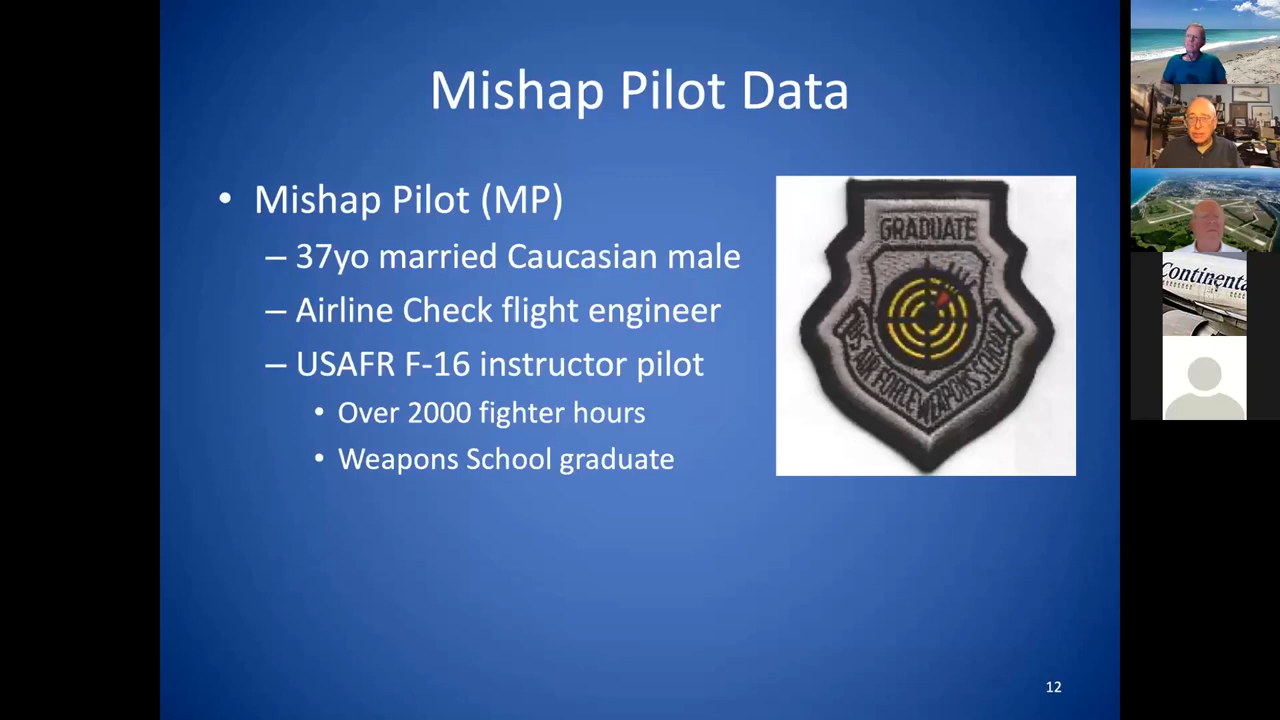 Mishap Pilot Data
• Mishap Pilot (MP)
– 37yo married Caucasian male
– Airline Check flight engineer
– USAFR F-16 instructor pilot
• Over 2000 fighter hours
• Weapons School graduate
GRADUATE
U.S. AIR FORCE WEAPONS SCHOOL
12
Continenta